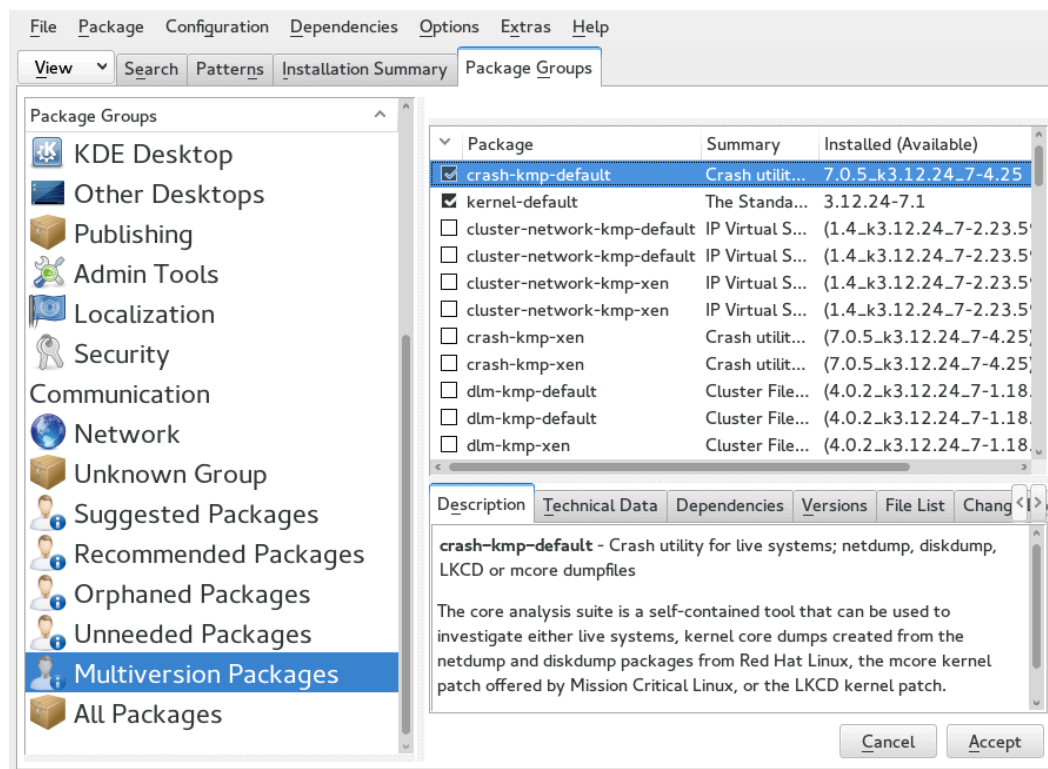 File Package Configuration Dependencies Options Extras Help
View Search Patterns Installation Summary Package Groups
Package Groups
KDE Desktop
Other Desktops
Publishing
Admin Tools
Localization
Security
Communication
Network
Unknown Group
Suggested Packages
Recommended Packages
Orphaned Packages
Unneeded Packages
Multiversion Packages
All Packages
Package Summary Installed (Available)
crash-kmp-default Crash utilit... 7.0.5_k3.12.24_7-4.25
kernel-default The Standa... 3.12.24-7.1
cluster-network-kmp-default IP Virtual S... (1.4_k3.12.24_7-2.23.5
cluster-network-kmp-default IP Virtual S... (1.4_k3.12.24_7-2.23.5
cluster-network-kmp-xen IP Virtual S... (1.4_k3.12.24_7-2.23.5
cluster-network-kmp-xen IP Virtual S... (1.4_k3.12.24_7-2.23.5
crash-kmp-xen Crash utilit... (7.0.5_k3.12.24_7-4.25)
crash-kmp-xen Crash utilit... (7.0.5_k3.12.24_7-4.25)
dlm-kmp-default Cluster File... (4.0.2_k3.12.24_7-1.18.
dlm-kmp-default Cluster File... (4.0.2_k3.12.24_7-1.18.
dlm-kmp-xen Cluster File... (4.0.2_k3.12.24_7-1.18.
Description Technical Data Dependencies Versions File List Chang
crash-kmp-default - Crash utility for live systems; netdump, diskdump,
LKCD or mcore dumpfiles
The core analysis suite is a self-contained tool that can be used to
investigate either live systems, kernel core dumps created from the
netdump and diskdump packages from Red Hat Linux, the mcore kernel
patch offered by Mission Critical Linux, or the LKCD kernel patch.
Cancel Accept